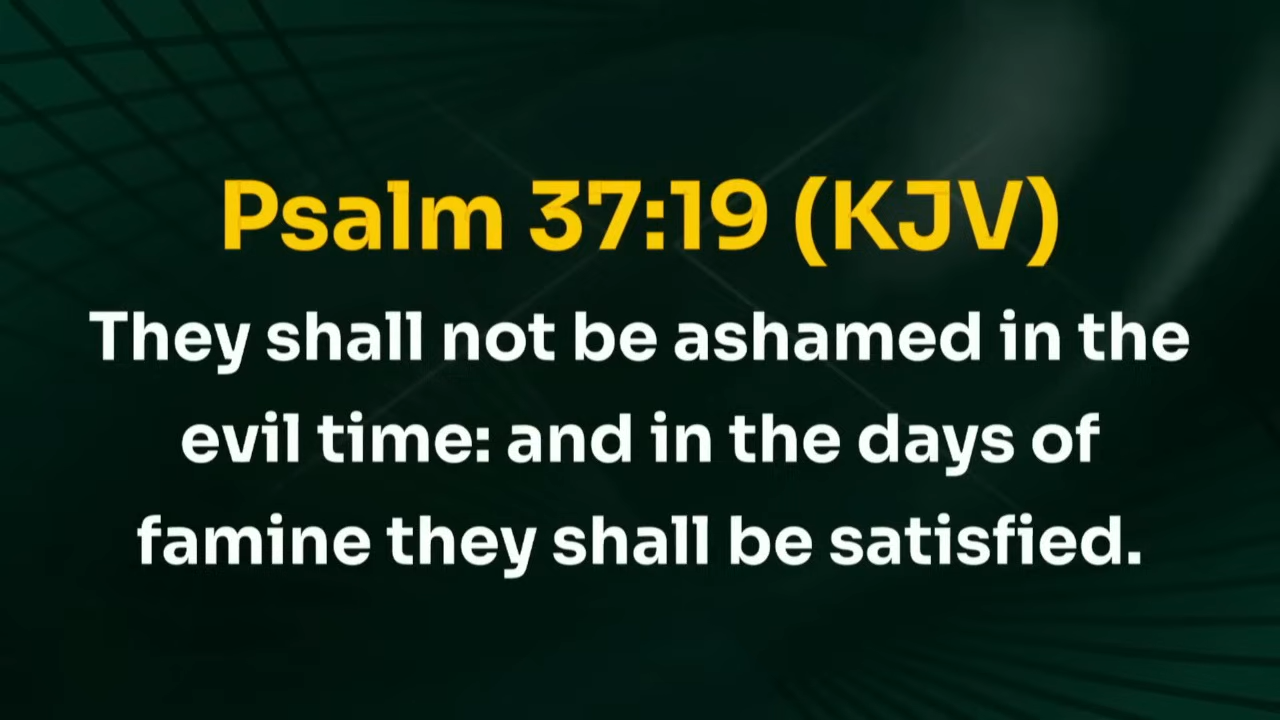 Psalm 37:19 (KJV)
They shall not be ashamed in the
evil time: and in the days of
famine they shall be satisfied.